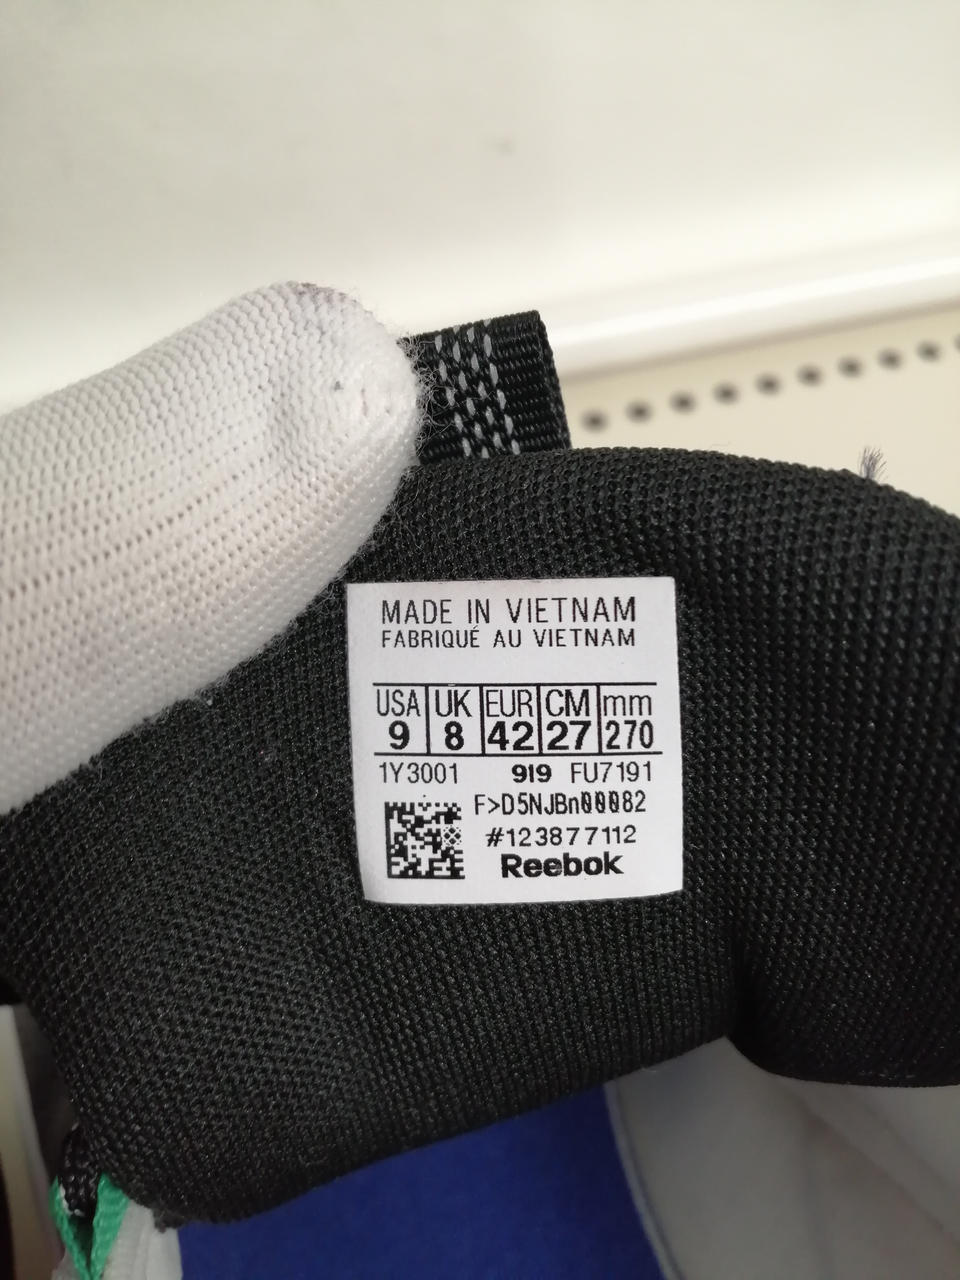 MADE IN VIETNAM
FABRIQUÉ AU VIETNAM
USA UK EUR CM mm
9 8 42 27 270
1Y3001 919 FU7191
F>D5NJBn00082
#123877112
Reebok